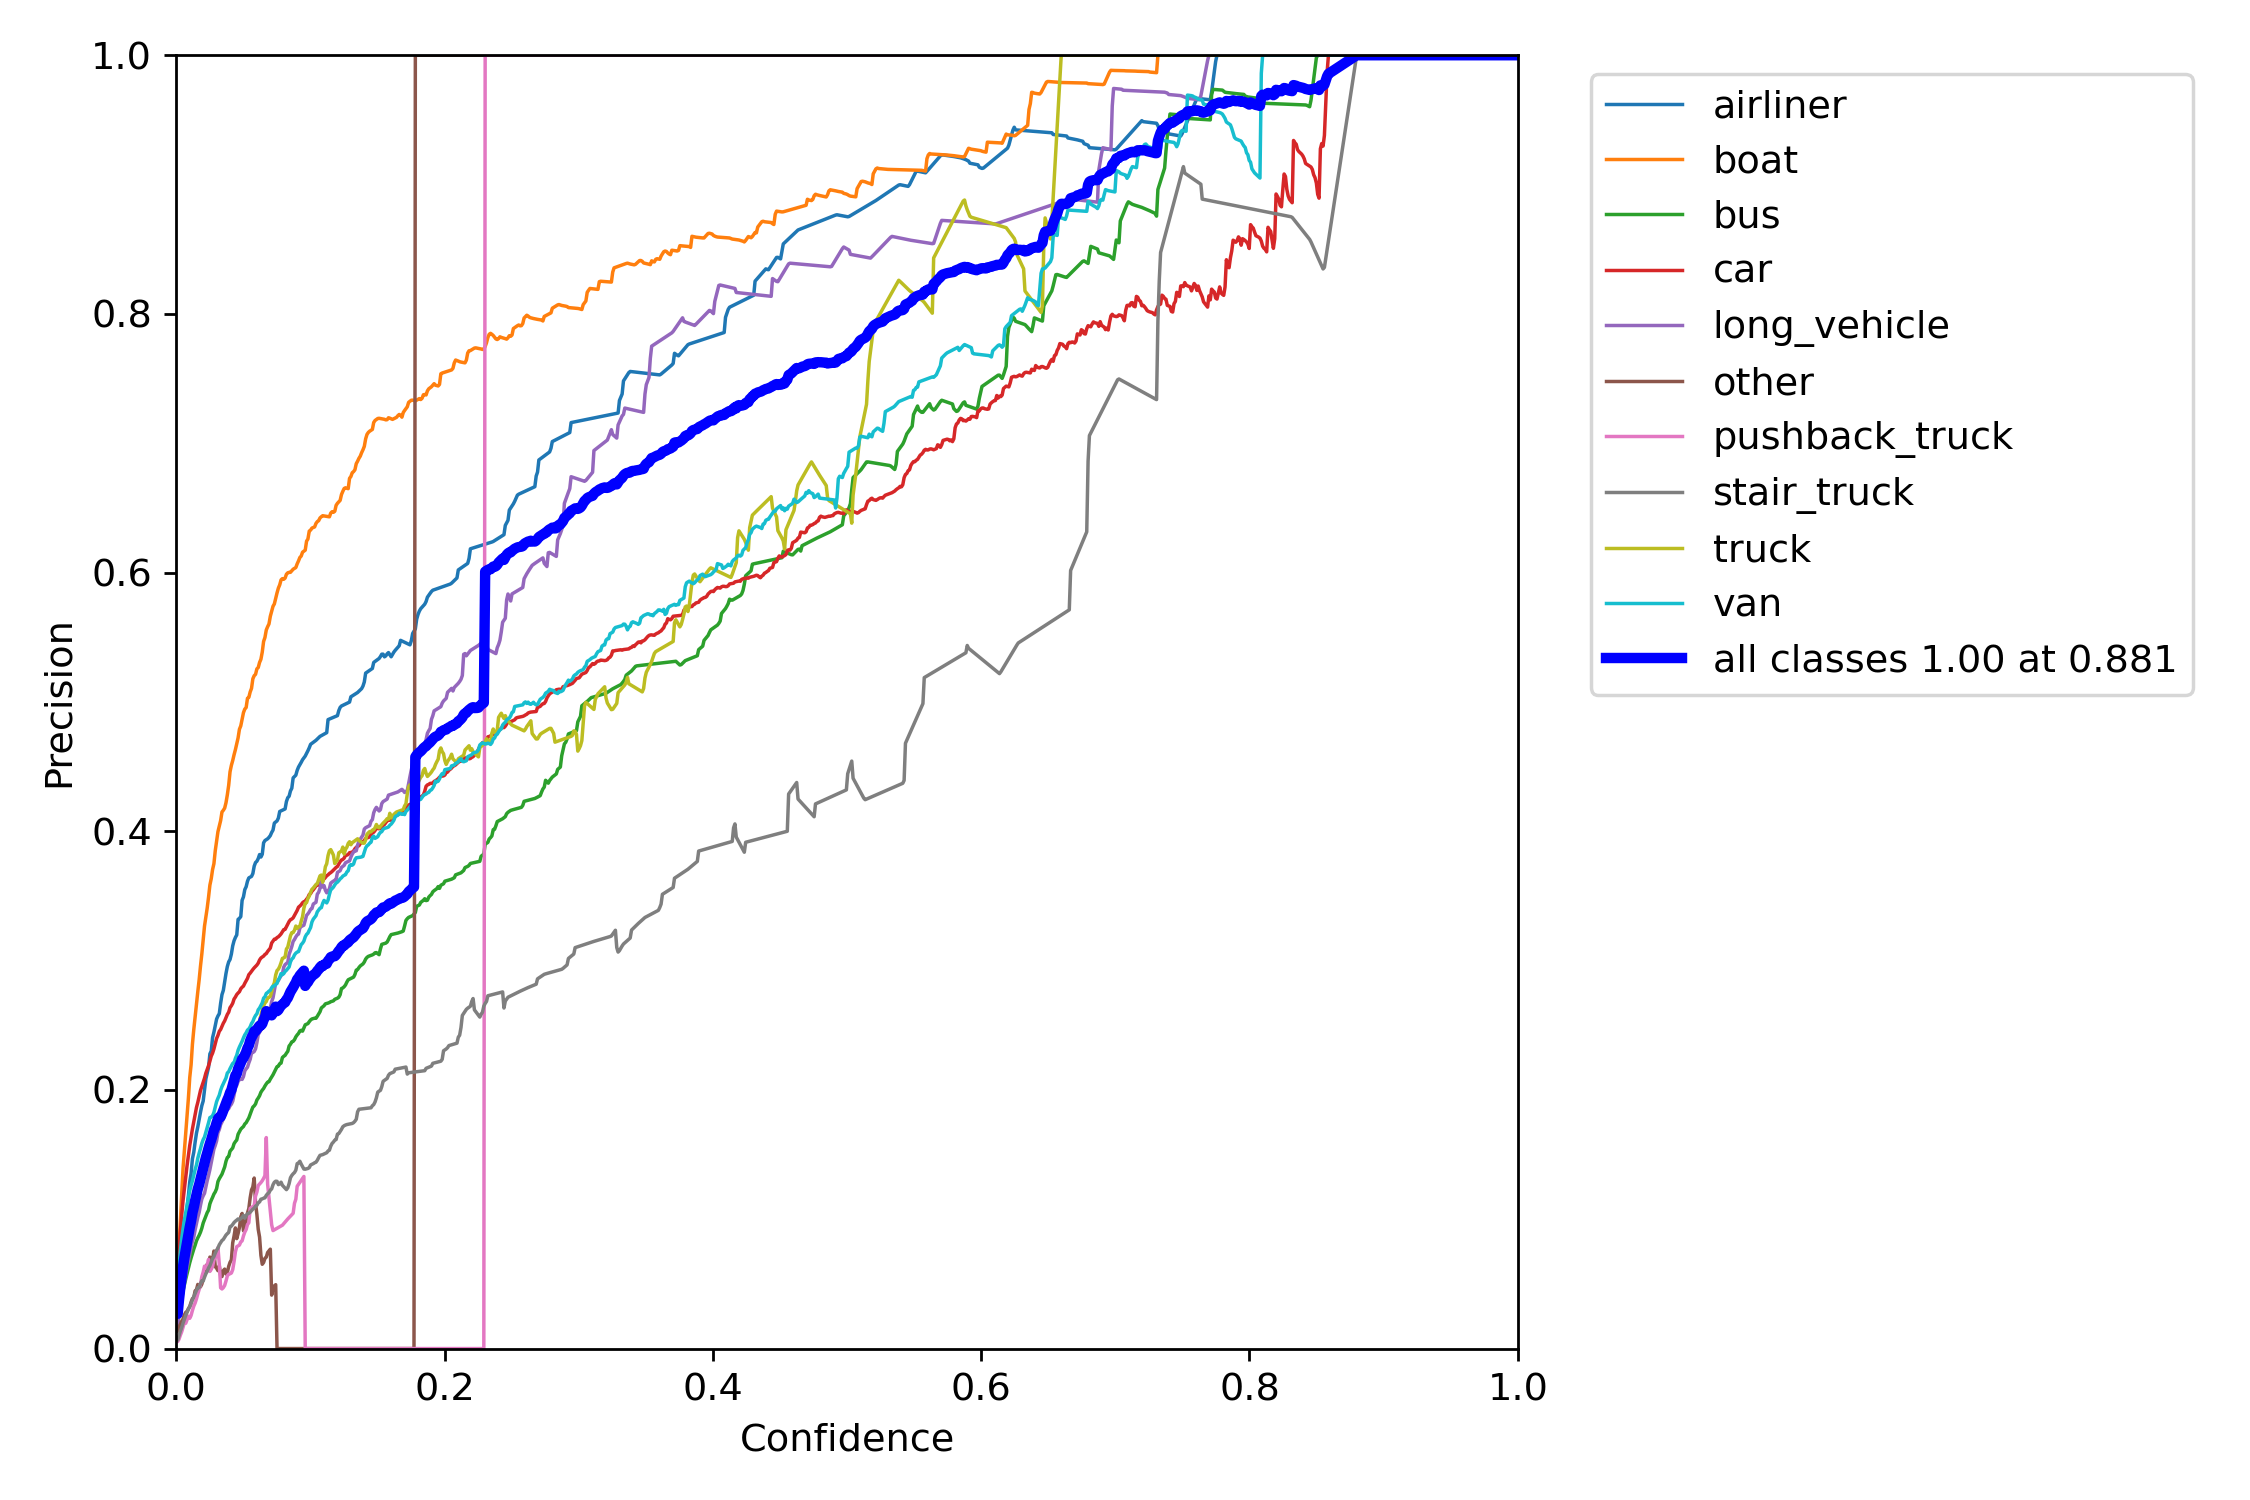 1.0
0.8
0.6
0.4
0.2
0.0
0.0 0.2 0.4 0.6 0.8 1.0
Precision
Confidence
airliner
boat
bus
car
long_vehicle
other
pushback_truck
stair_truck
truck
van
all classes 1.00 at 0.881